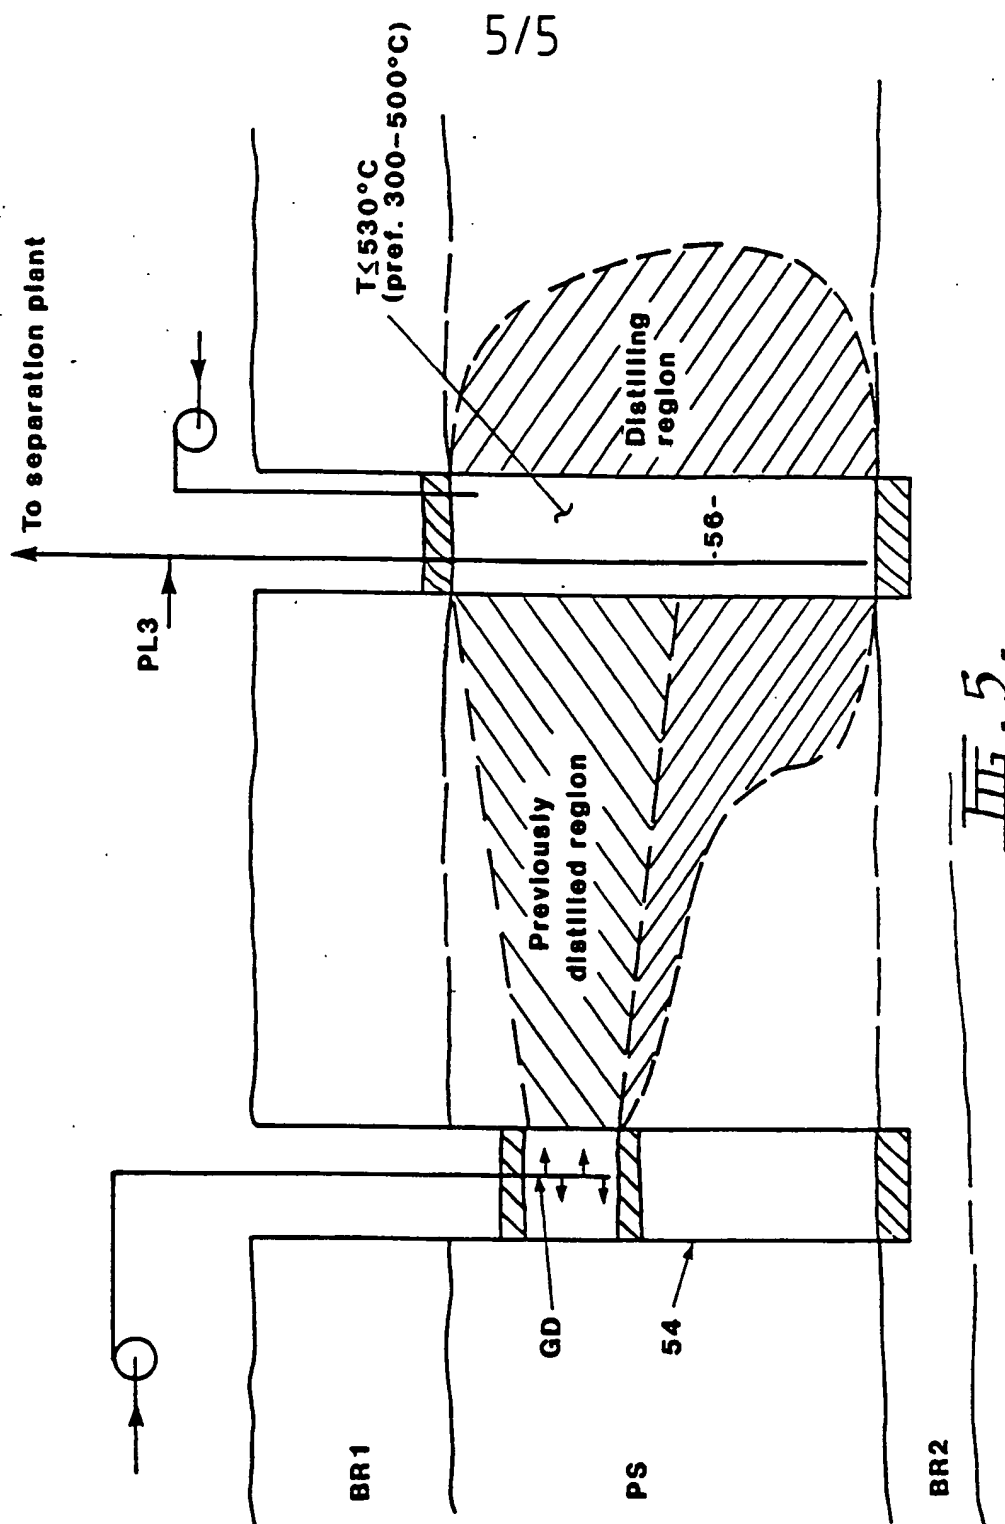 5/5
To separation plant
PL3
T≤530°C
(pref. 300-500°C)
Distilling
region
-56-
Previously
distilled region
GD
54
BR1
PS
BR2
Fig. 5.